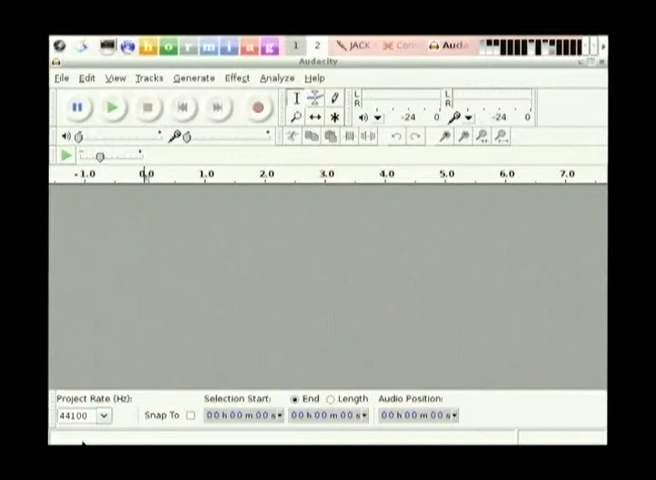 h o r m i a g 1 2 JACK Audi
Audacity
File Edit View Tracks Generate Effect Analyze Help
L R -24 0 L R -24 0
-1.0 0.0 1.0 2.0 3.0 4.0 5.0 6.0 7.0
Project Rate (Hz): Selection Start: End Length Audio Position:
44100 Snap To 00 h 00 m 00 s 00 h 00 m 00 s 00 h 00 m 00 s